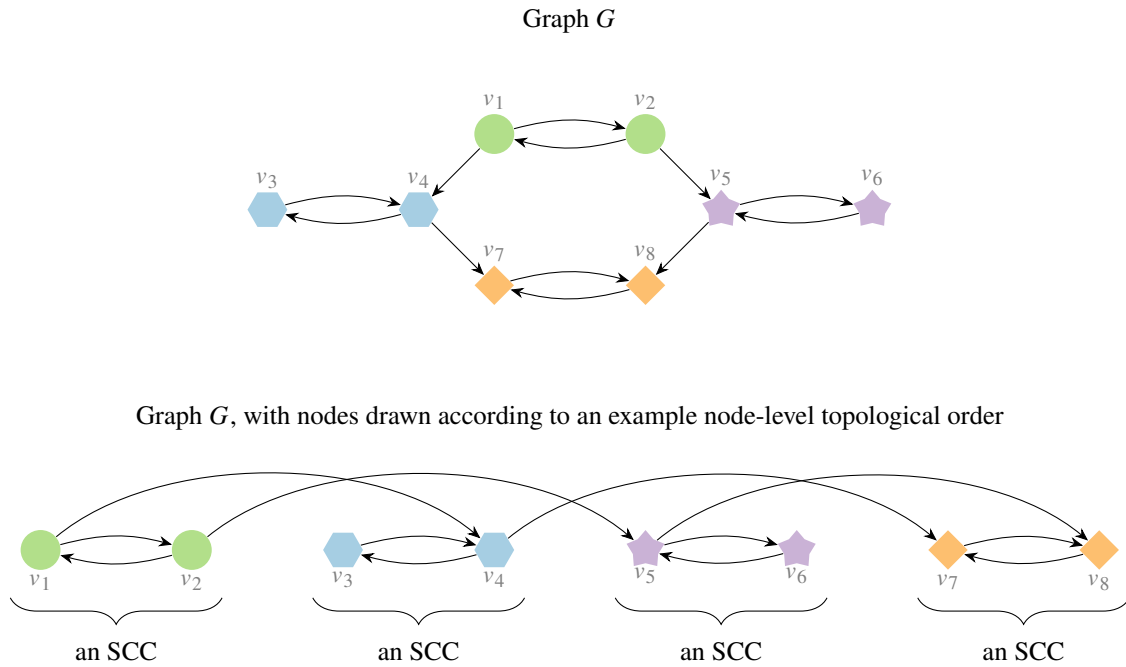 Graph G
v1 v2
v3 v4 v5 v6
v7 v8
Graph G, with nodes drawn according to an example node-level topological order
v1 v2 v3 v4 v5 v6 v7 v8
an SCC an SCC an SCC an SCC